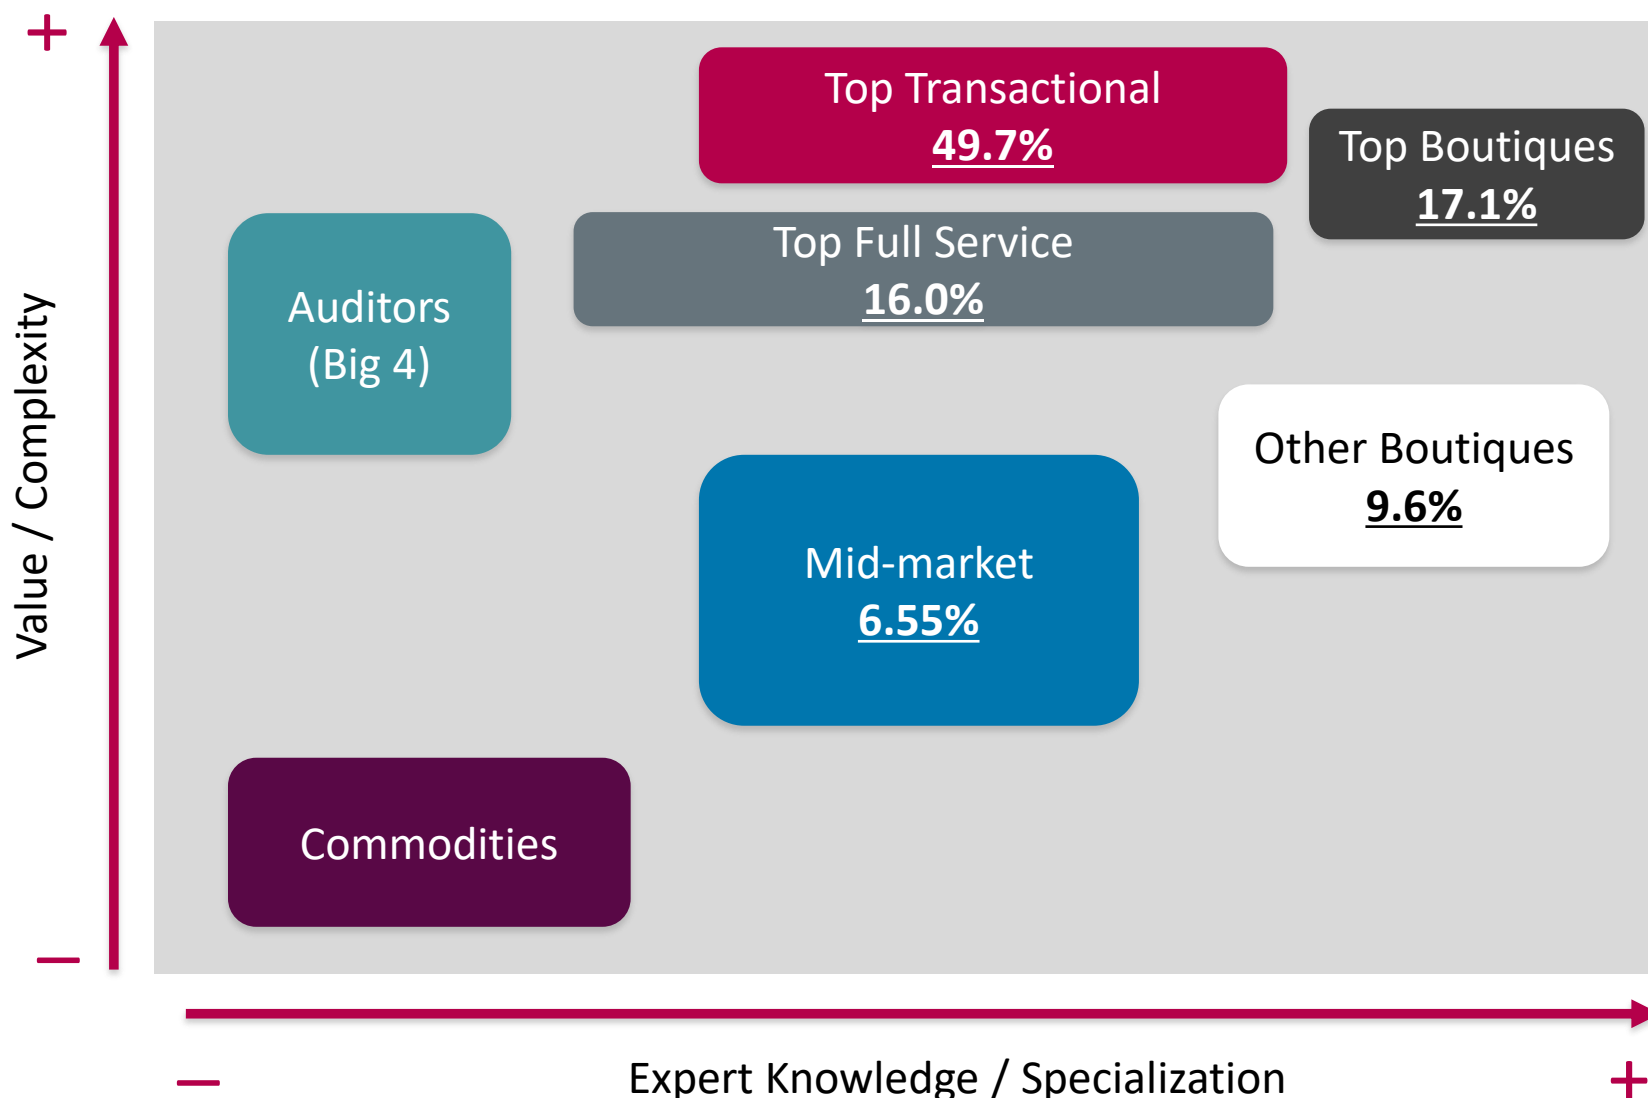 +
Top Transactional
49.7%
Top Boutiques
17.1%
Top Full Service
16.0%
Auditors
(Big 4)
Other Boutiques
9.6%
Value / Complexity
Mid-market
6.55%
Commodities
–
–
Expert Knowledge / Specialization
+